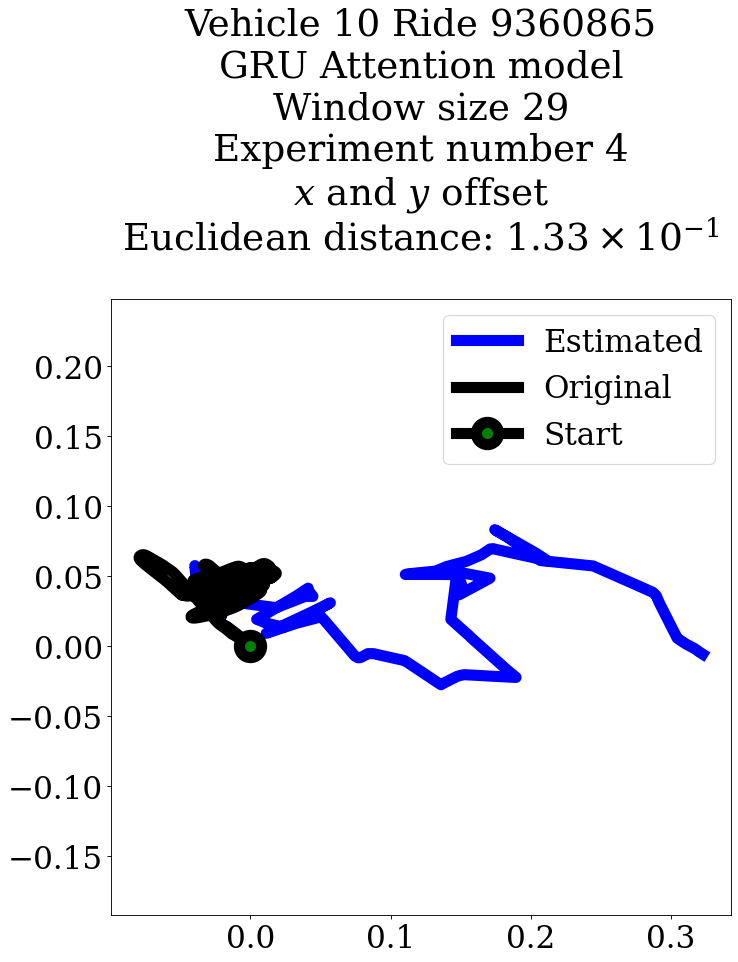 Vehicle 10 Ride 9360865
GRU Attention model
Window size 29
Experiment number 4
x and y offset
Euclidean distance: 1.33 × 10⁻¹
Estimated
Original
Start
0.20
0.15
0.10
0.05
0.00
−0.05
−0.10
−0.15
0.0 0.1 0.2 0.3